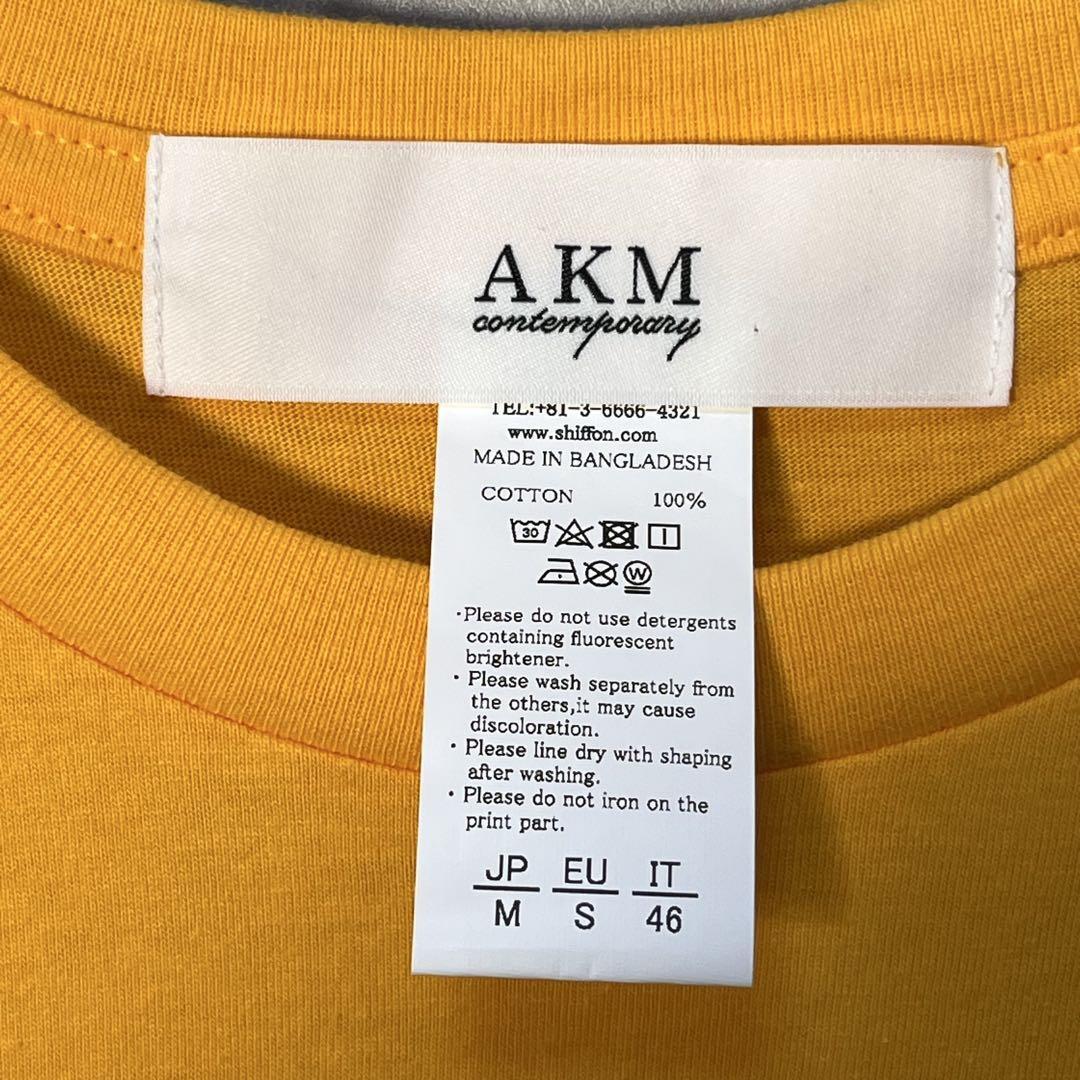 AKM
contemporary
TEL:+81-3-6666-4321
www.shiffon.com
MADE IN BANGLADESH
COTTON 100%
30
W
·Please do not use detergents
containing fluorescent
brightener.
·Please wash separately from
the others,it may cause
discoloration.
·Please line dry with shaping
after washing.
·Please do not iron on the
print part.
JP EU IT
M S 46